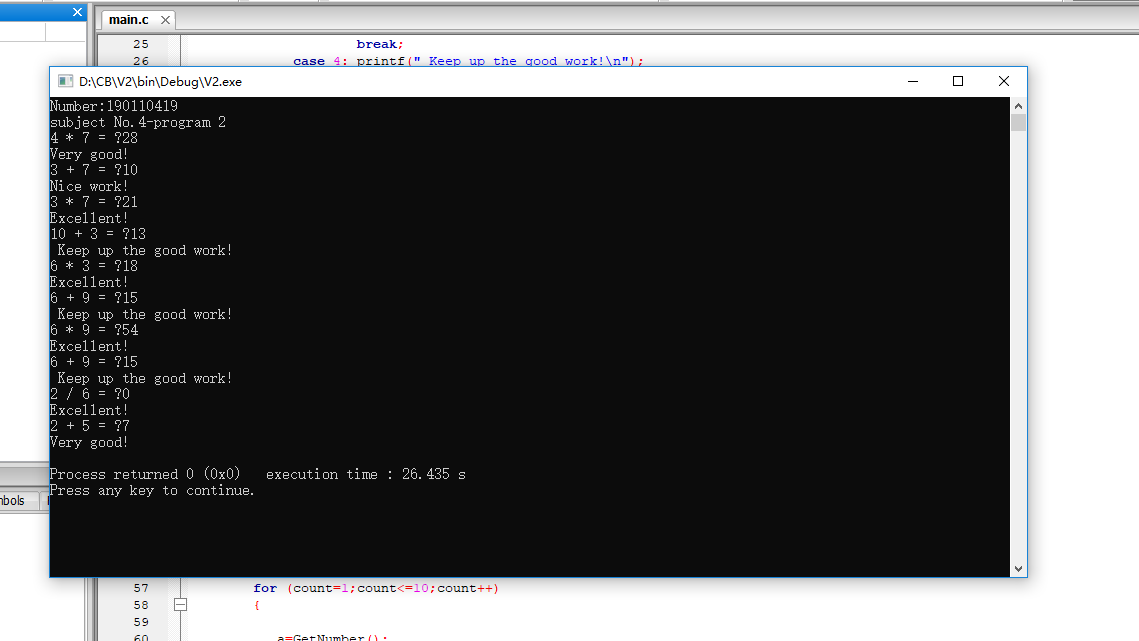 main.c
25 break;
26 case 4: printf(" Keep up the good work!\n");
D:\CB\V2\bin\Debug\V2.exe
Number:190110419
subject No.4-program 2
4 * 7 = ?28
Very good!
3 + 7 = ?10
Nice work!
3 * 7 = ?21
Excellent!
10 + 3 = ?13
 Keep up the good work!
6 * 3 = ?18
Excellent!
6 + 9 = ?15
 Keep up the good work!
6 * 9 = ?54
Excellent!
6 + 9 = ?15
 Keep up the good work!
2 / 6 = ?0
Excellent!
2 + 5 = ?7
Very good!
Process returned 0 (0x0)   execution time : 26.435 s
Press any key to continue.
57 for (count=1;count<=10;count++)
58 {
59
60 a=GetNumber();